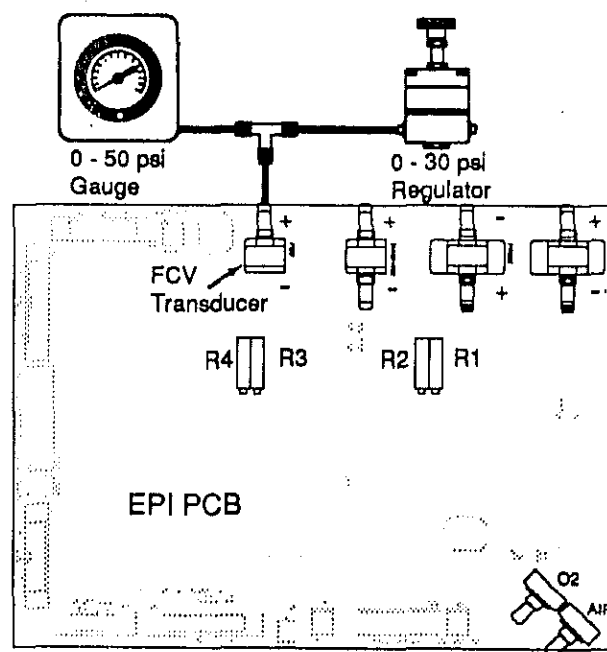 0 - 50 psi
Gauge
0 - 30 psi
Regulator
+
+
-
+
FCV
Transducer
-
-
+
-
R4 R3 R2 R1
EPI PCB
O2
AIR